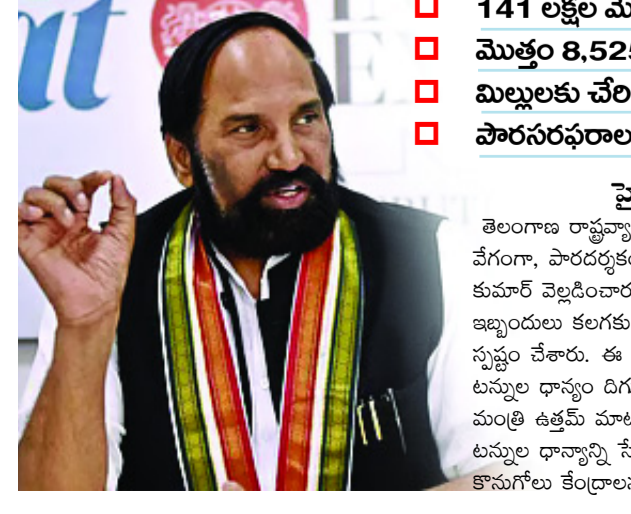 141 లక్షల మె
మొత్తం 8,525
మిల్లులకు చేరి
పౌరసరఫరాల
హై
తెలంగాణ రాష్ట్రవ్యా
వేగంగా, పారదర్శకం
కుమార్ వెల్లడించార
ఇబ్బందులు కలగకు
స్పష్టం చేశారు. ఈ
టన్నుల ధాన్యం దిగ
మంత్రి ఉత్తమ్ మాట
టన్నుల ధాన్యాన్ని సే
కొనుగోలు కేంద్రాల